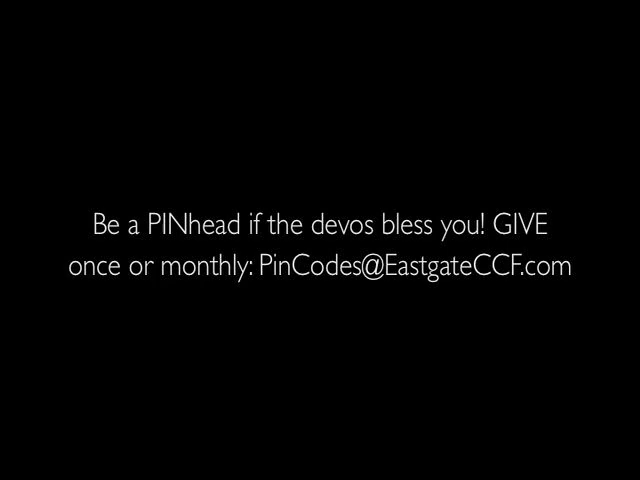 Be a PINhead if the devos bless you! GIVE
once or monthly: PinCodes@EastgateCCF.com